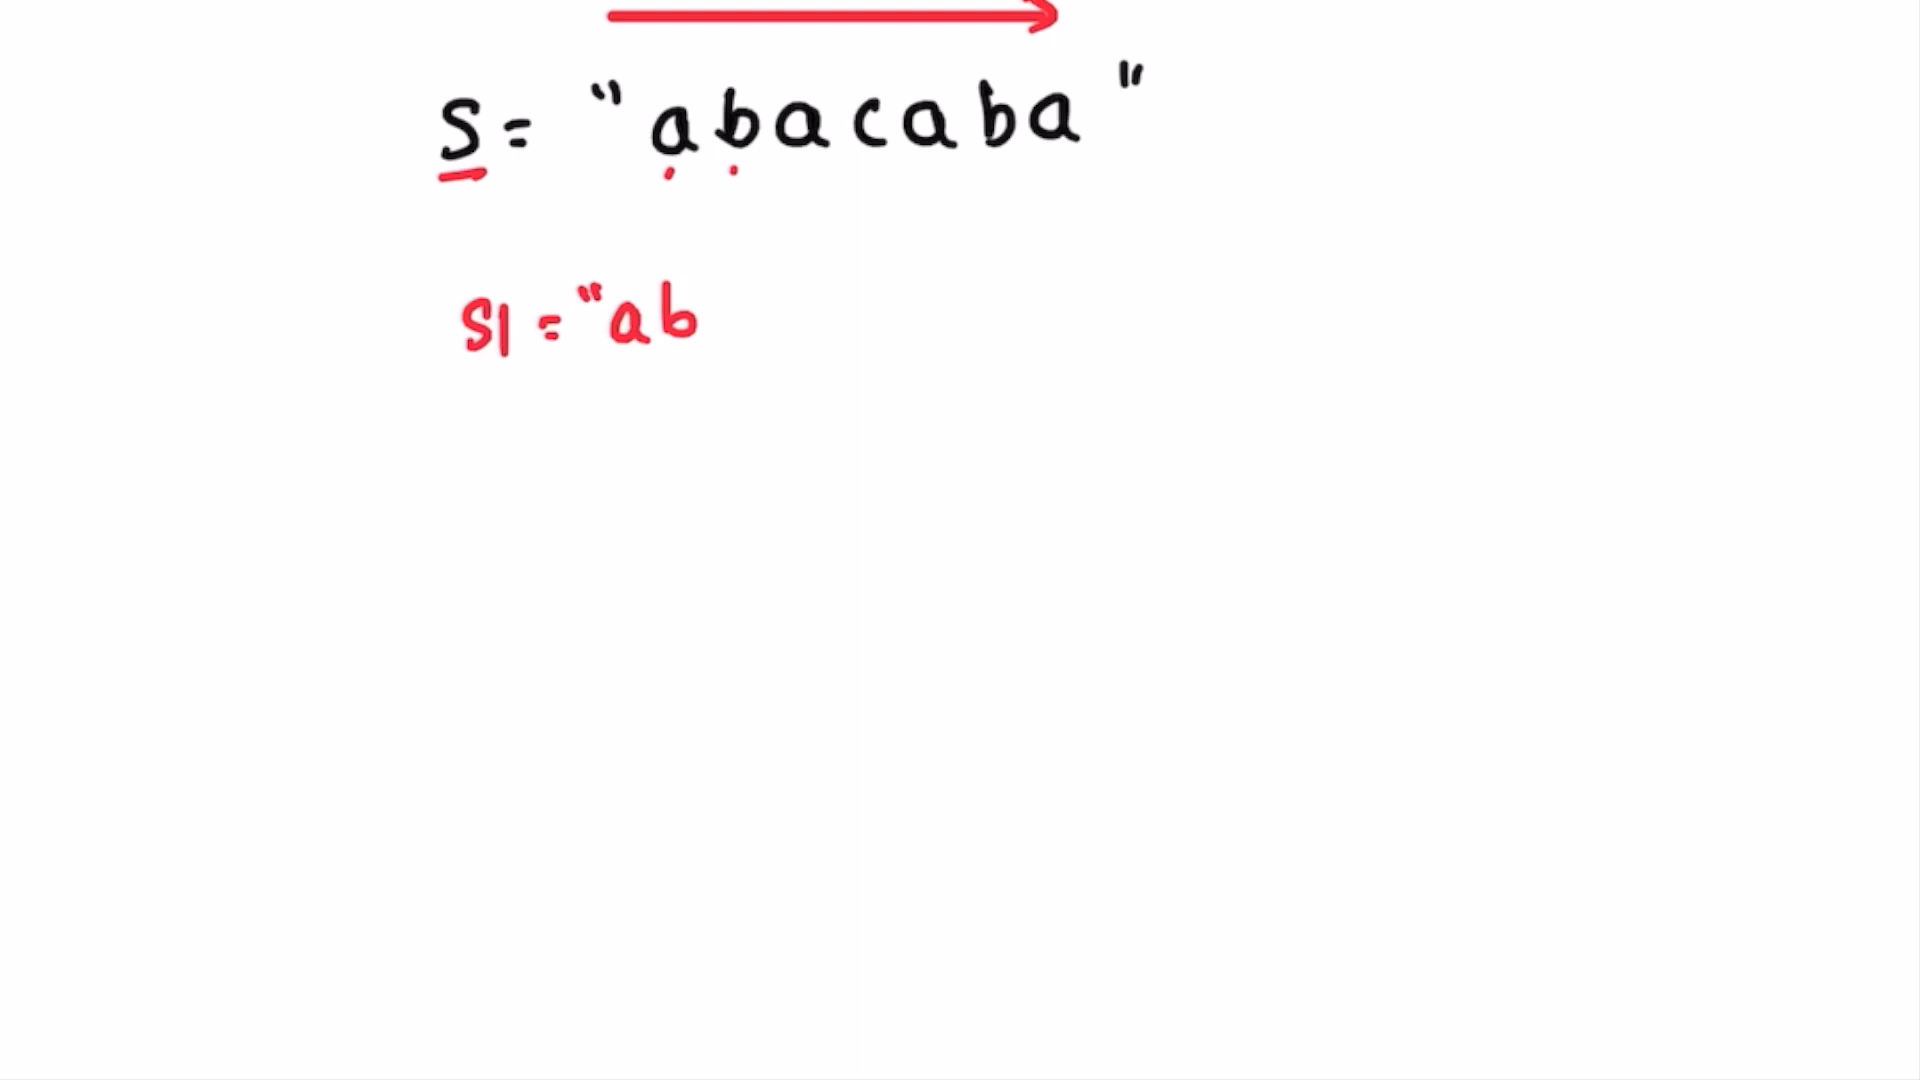 S = "abacaba"
S1 = "ab